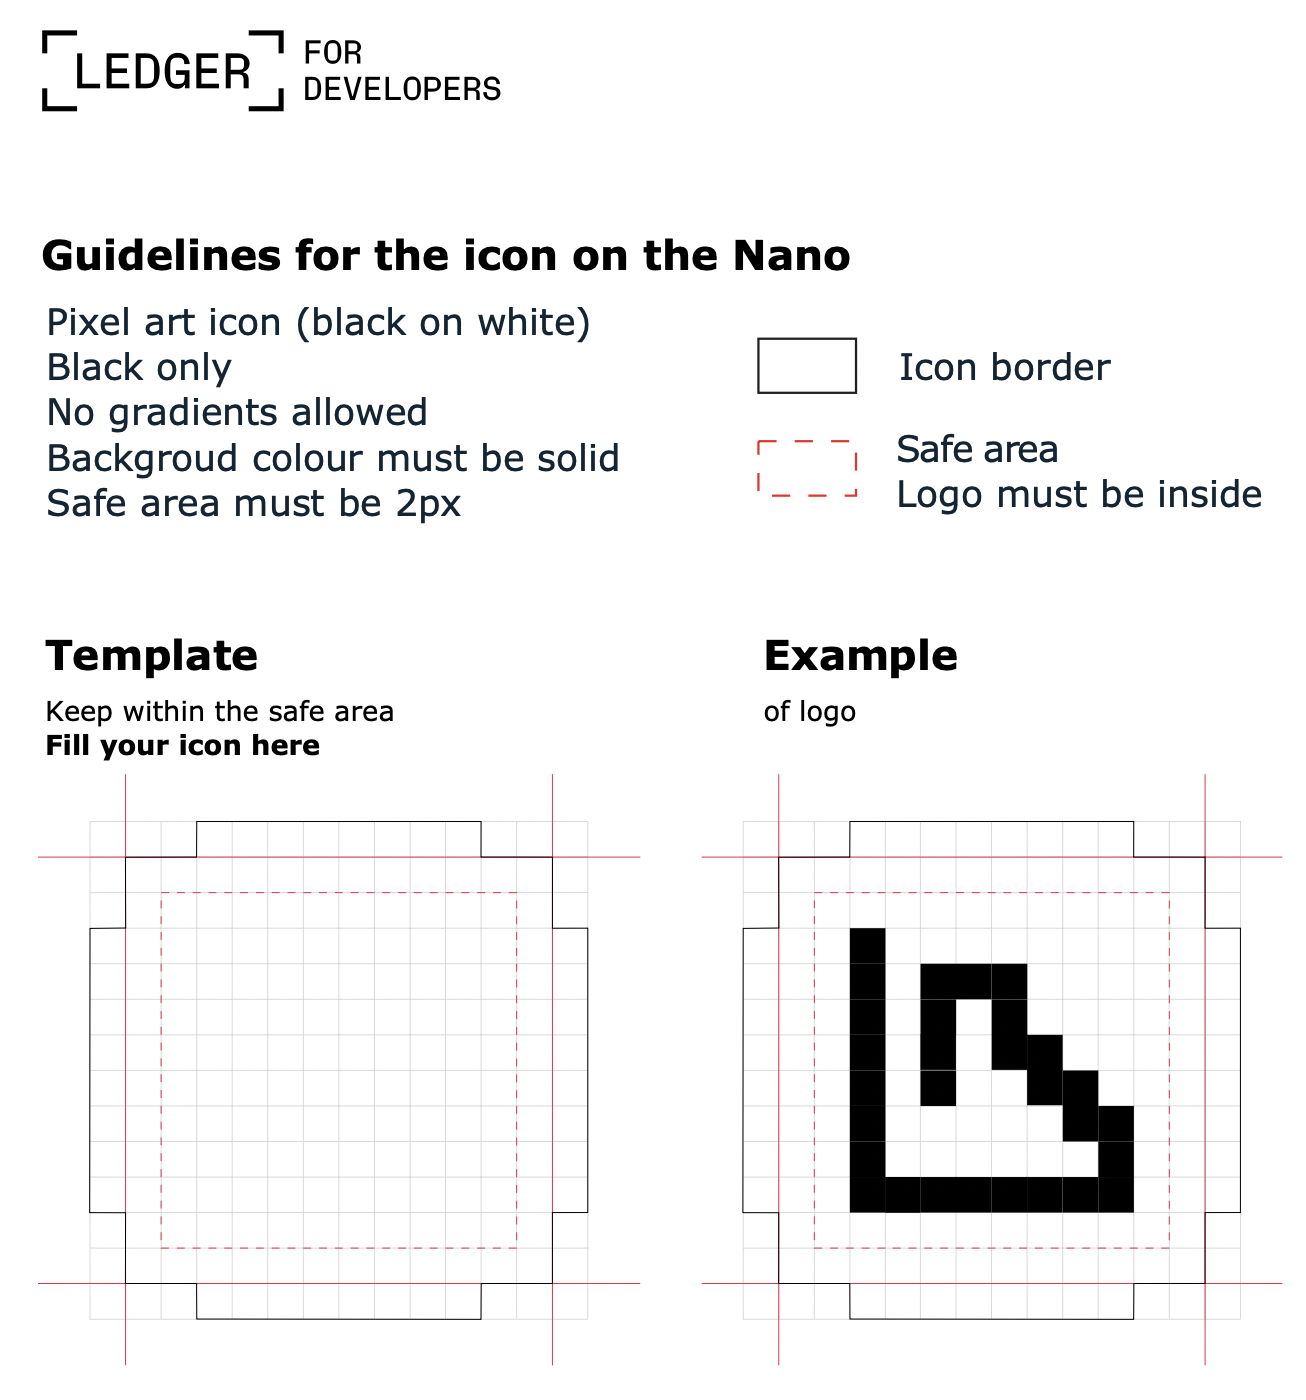 LEDGER
FOR
DEVELOPERS
Guidelines for the icon on the Nano
Pixel art icon (black on white)
Black only
No gradients allowed
Backgroud colour must be solid
Safe area must be 2px
Icon border
Safe area
Logo must be inside
Template
Keep within the safe area
Fill your icon here
Example
of logo